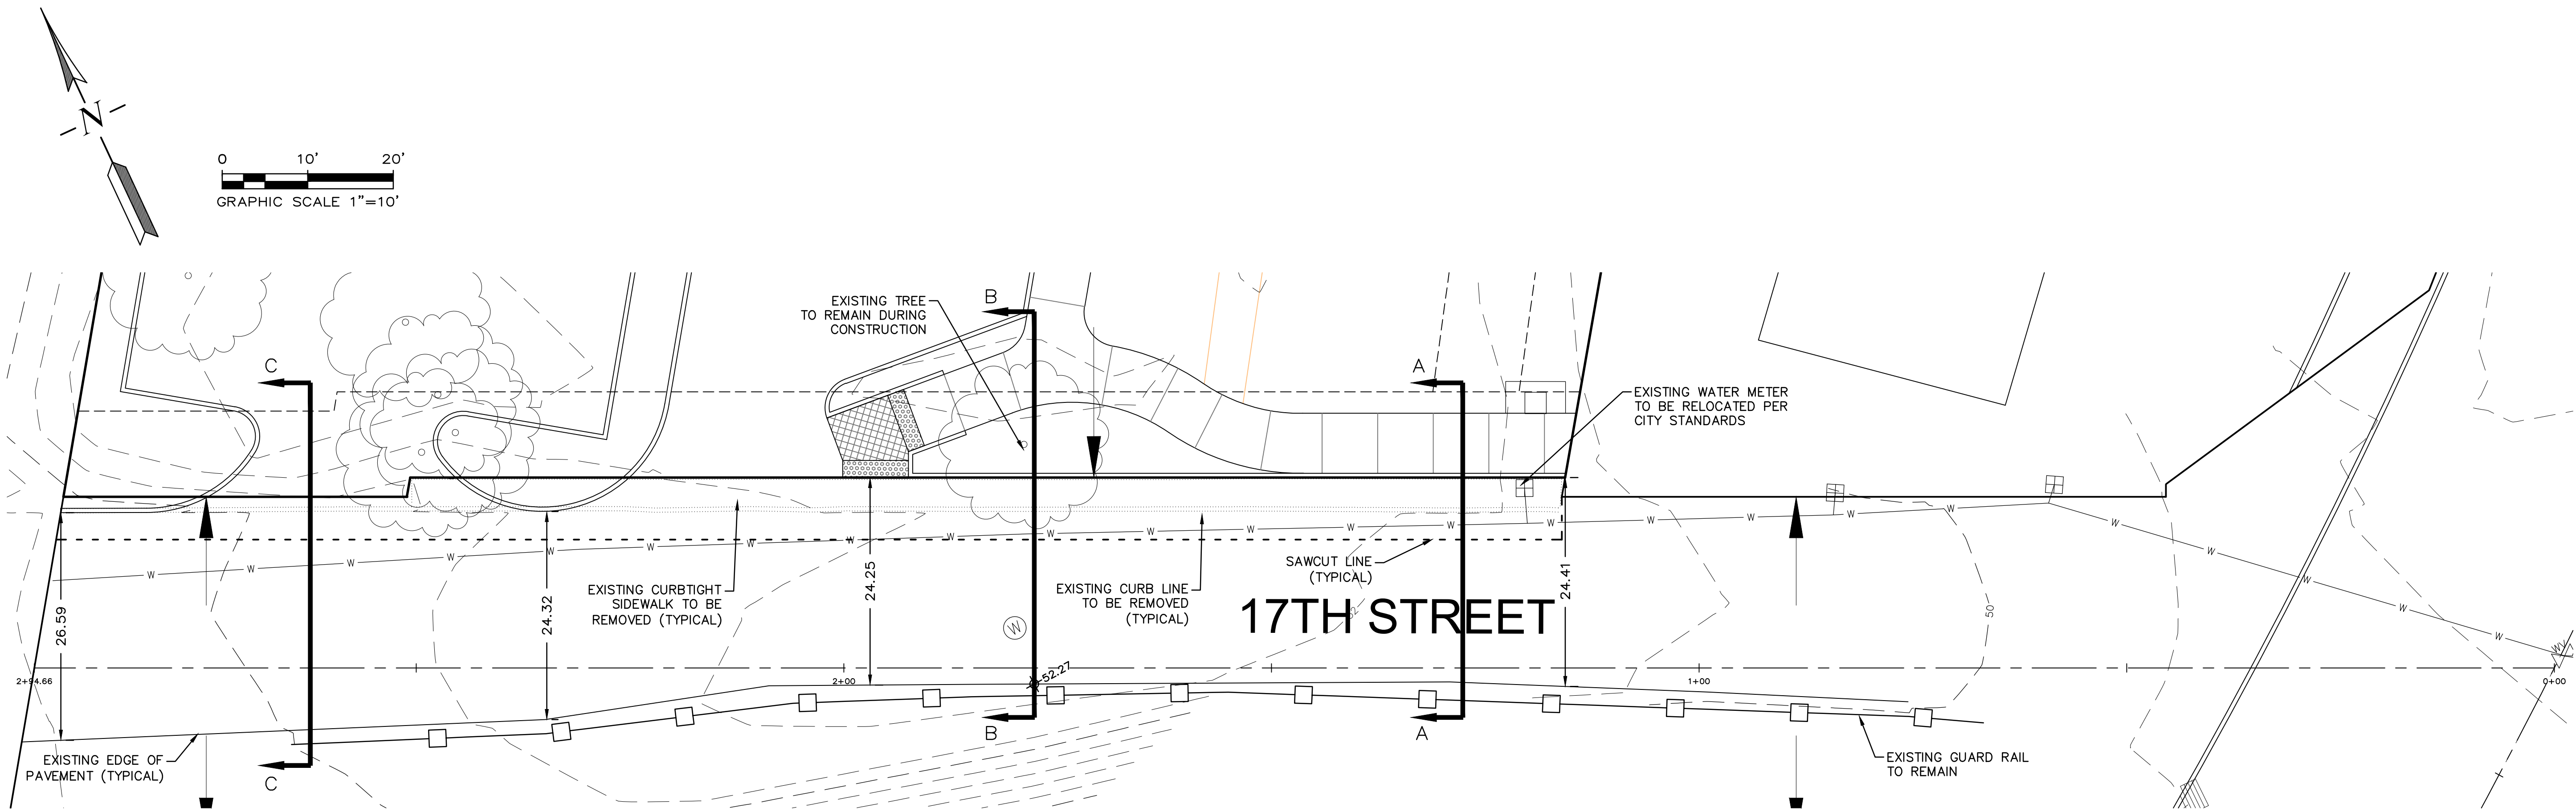 N
0 10' 20'
GRAPHIC SCALE 1"=10'
EXISTING TREE
TO REMAIN DURING
CONSTRUCTION
B
C
A
EXISTING WATER METER
TO BE RELOCATED PER
CITY STANDARDS
W W W W W W W W W W W W W W W W W W W
W
W
W
W
W
SAWCUT LINE
(TYPICAL)
EXISTING CURBTIGHT
SIDEWALK TO BE
REMOVED (TYPICAL)
EXISTING CURB LINE
TO BE REMOVED
(TYPICAL)
26.59
24.32
24.25
24.41
17TH STREET
52
50
W
52.27
2+94.66
2+00
1+00
0+00
B
A
C
EXISTING EDGE OF
PAVEMENT (TYPICAL)
EXISTING GUARD RAIL
TO REMAIN